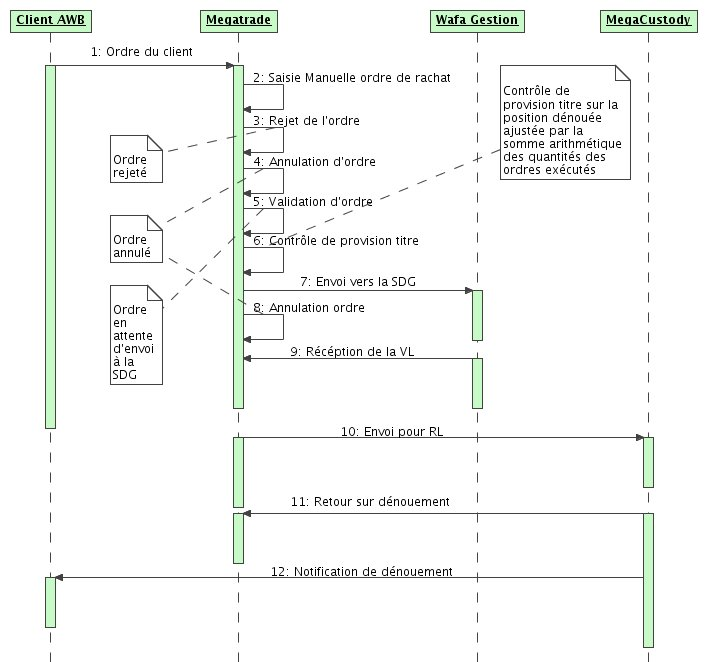 Client AWB
Megatrade
Wafa Gestion
MegaCustody
1: Ordre du client
2: Saisie Manuelle ordre de rachat
Contrôle de
provision titre sur la
position dénouée
ajustée par la
somme arithmétique
des quantités des
ordres exécutés
3: Rejet de l'ordre
Ordre
rejeté
4: Annulation d'ordre
5: Validation d'ordre
Ordre
annulé
6: Contrôle de provision titre
7: Envoi vers la SDG
Ordre
en
attente
d'envoi
à la
SDG
8: Annulation ordre
9: Récéption de la VL
10: Envoi pour RL
11: Retour sur dénouement
12: Notification de dénouement